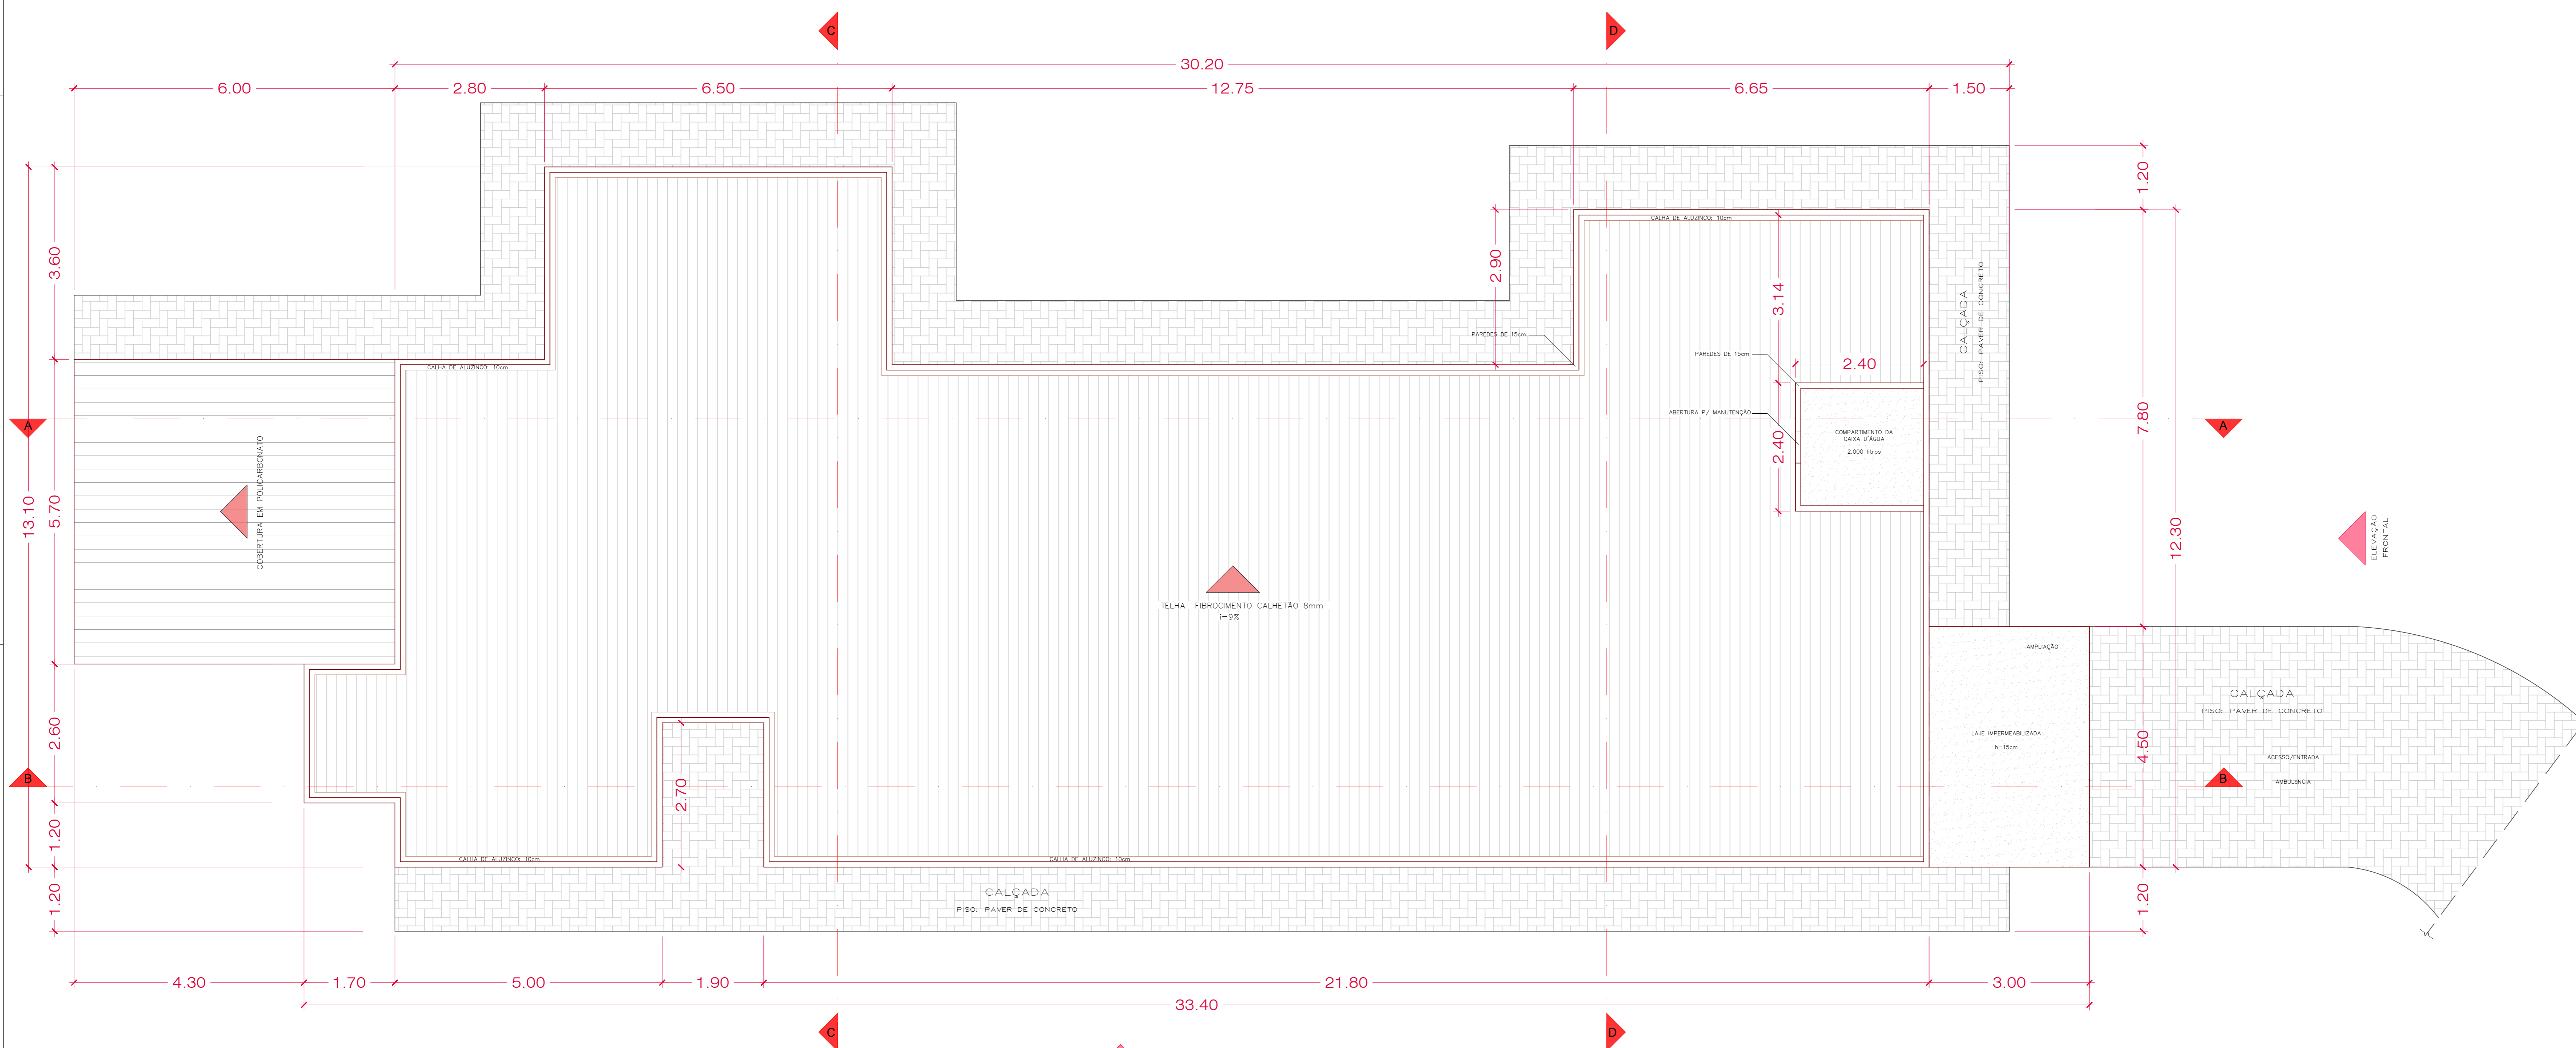 C
D
30.20
6.00
2.80
6.50
12.75
6.65
1.50
1.20
CALHA DE ALUZINCO: 10cm
3.60
2.90
3.14
CALÇADA
PISO: PAVER DE CONCRETO
PAREDES DE 15cm
PAREDES DE 15cm
2.40
CALHA DE ALUZINCO: 10cm
ABERTURA P/ MANUTENÇÃO
7.80
A
A
COMPARTIMENTO DA
CAIXA D'ÁGUA
2.000 litros
2.40
COBERTURA EM POLICARBONATO
13.10
5.70
12.30
ELEVAÇÃO
FRONTAL
TELHA FIBROCIMENTO CALHETÃO 8mm
i=9%
AMPLIAÇÃO
CALÇADA
PISO: PAVER DE CONCRETO
2.60
LAJE IMPERMEABILIZADA
h=15cm
4.50
ACESSO/ENTRADA
AMBULÂNCIA
B
B
2.70
1.20
CALHA DE ALUZINCO: 10cm
CALHA DE ALUZINCO: 10cm
1.20
CALÇADA
PISO: PAVER DE CONCRETO
1.20
4.30
1.70
5.00
1.90
21.80
3.00
33.40
C
D